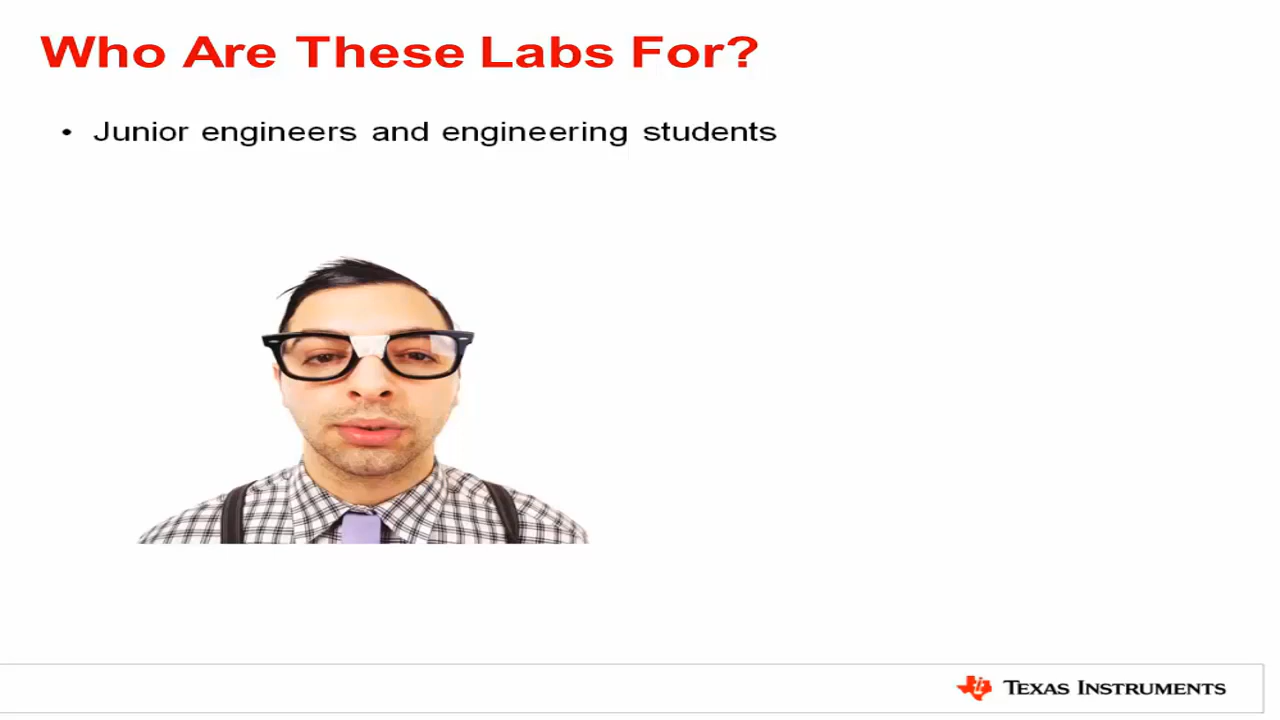 Who Are These Labs For?
• Junior engineers and engineering students
TEXAS INSTRUMENTS